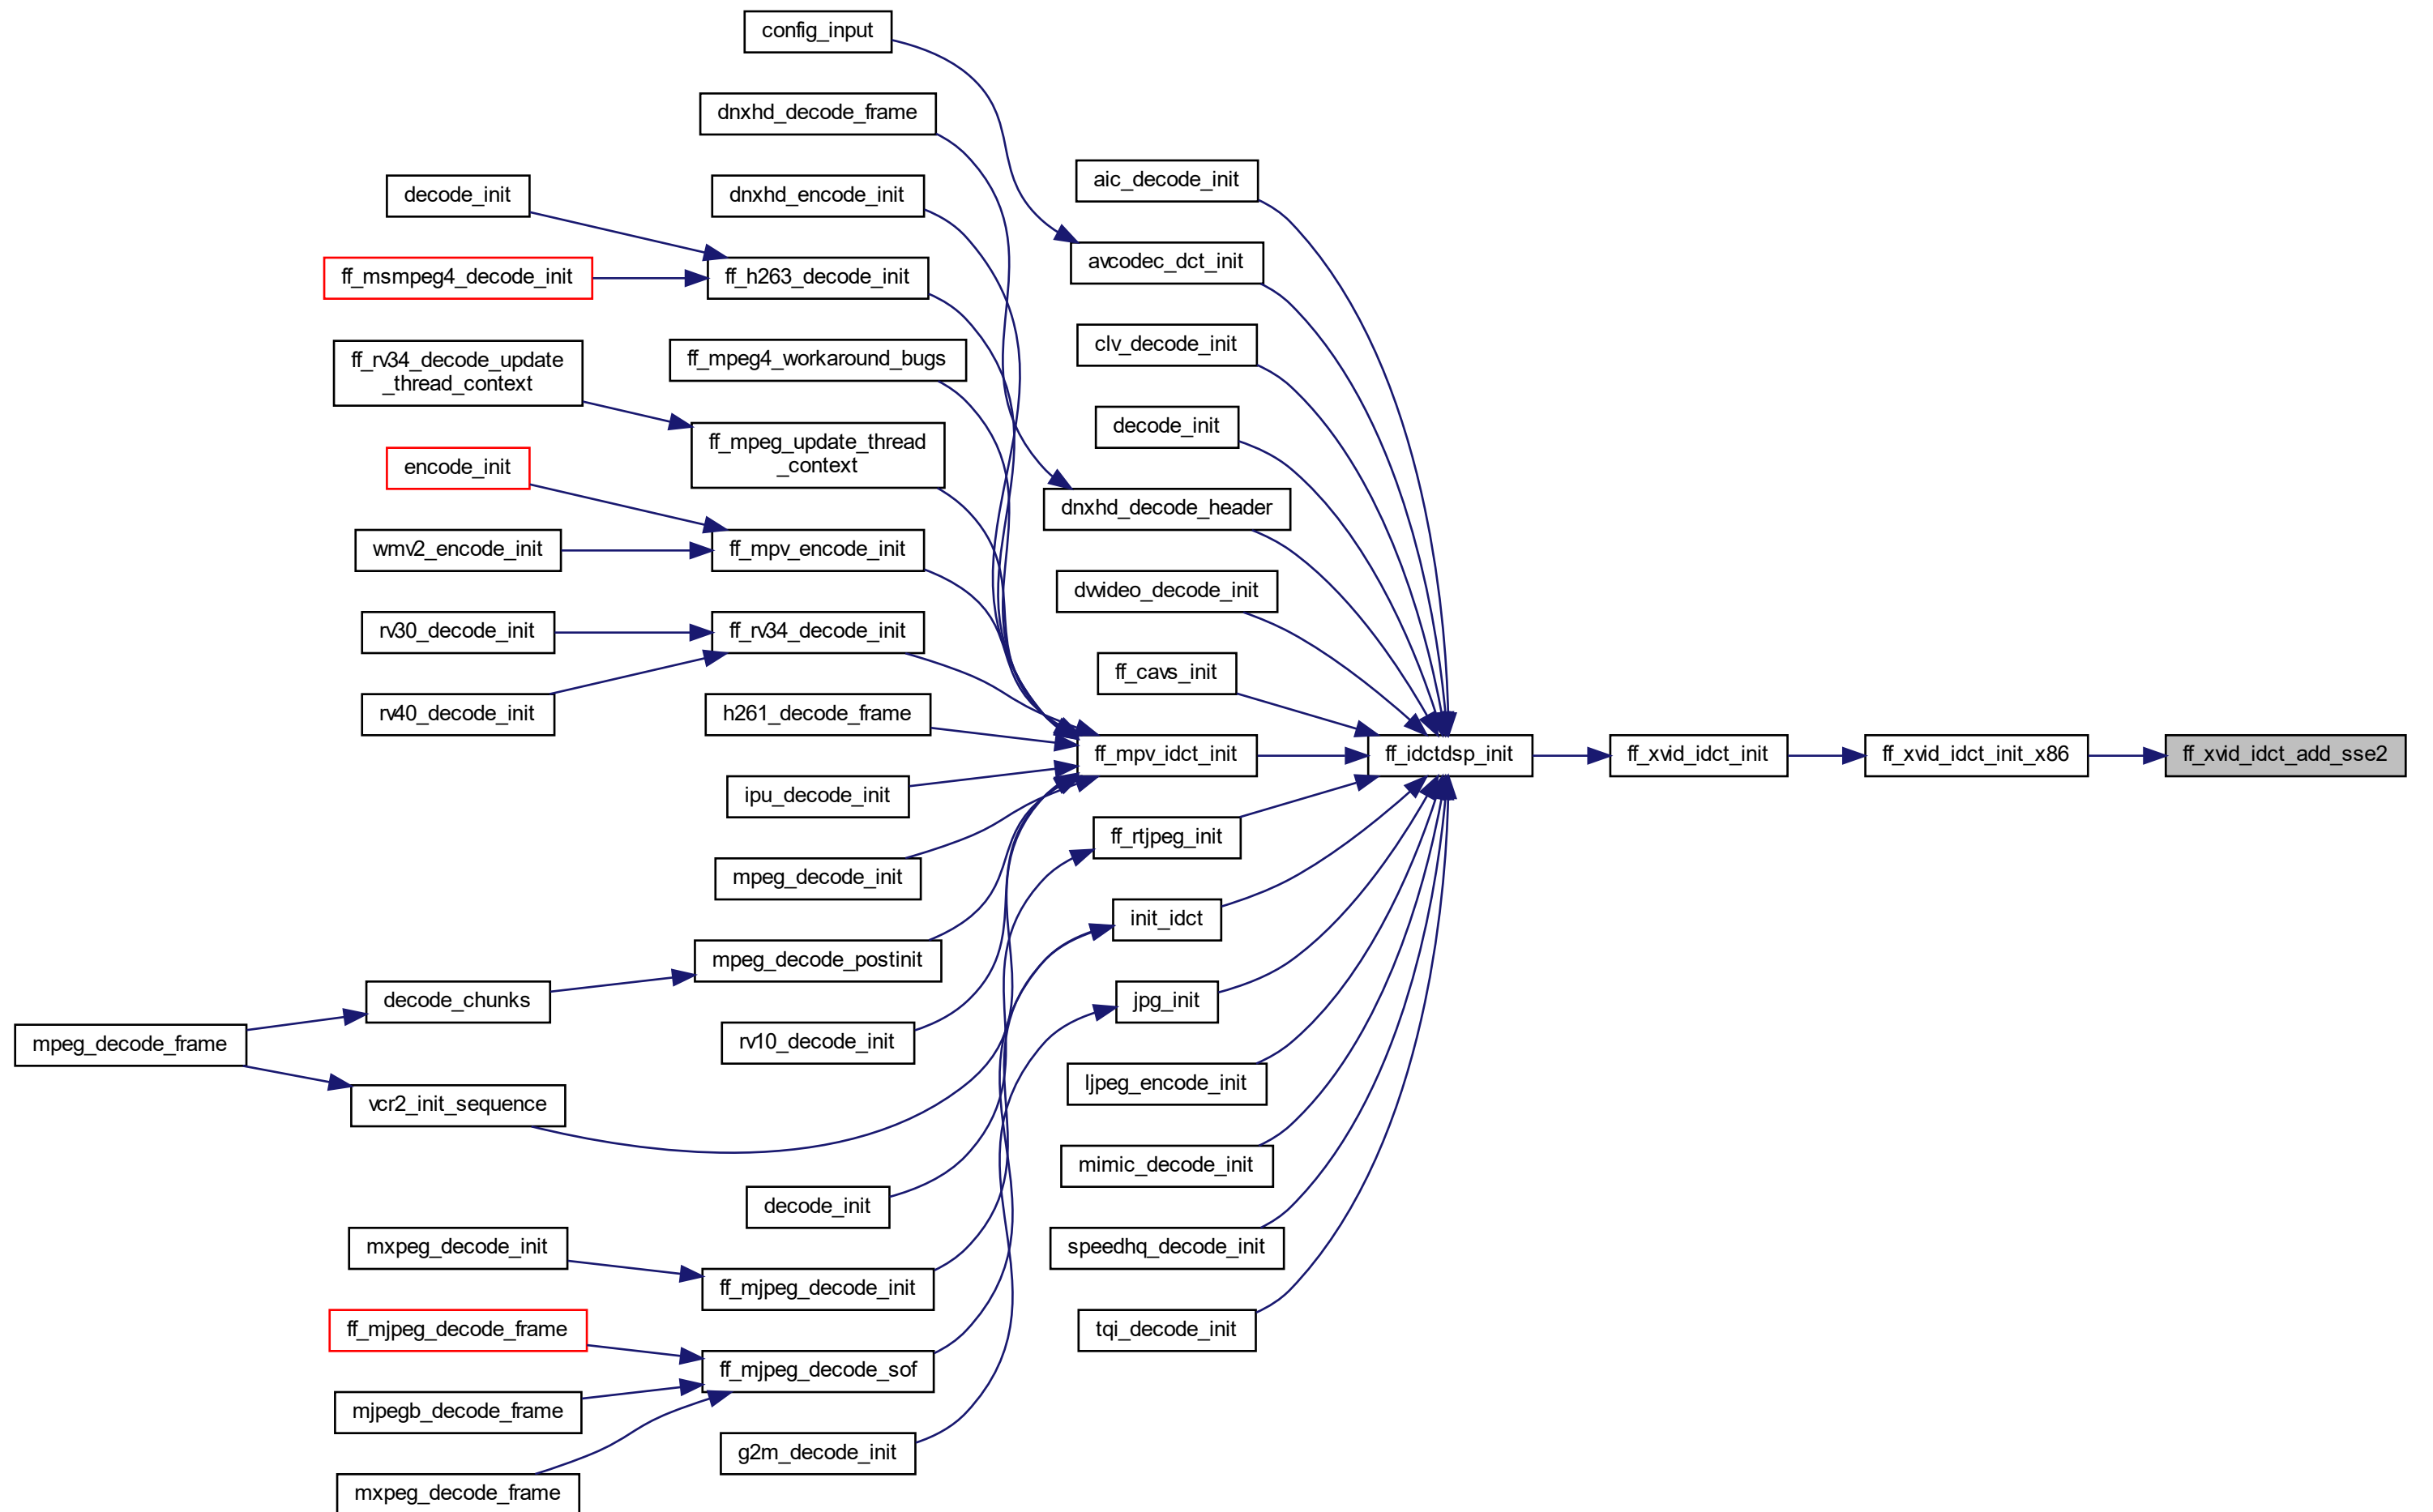 config_input
dnxhd_decode_frame
aic_decode_init
decode_init
dnxhd_encode_init
avcodec_dct_init
ff_msmpeg4_decode_init
ff_h263_decode_init
clv_decode_init
ff_rv34_decode_update
_thread_context
ff_mpeg4_workaround_bugs
decode_init
encode_init
ff_mpeg_update_thread
_context
dnxhd_decode_header
wmv2_encode_init
ff_mpv_encode_init
dvvideo_decode_init
rv30_decode_init
ff_rv34_decode_init
ff_cavs_init
rv40_decode_init
h261_decode_frame
ff_mpv_idct_init
ff_idctdsp_init
ff_xvid_idct_init
ff_xvid_idct_init_x86
ff_xvid_idct_add_sse2
ipu_decode_init
ff_rtjpeg_init
mpeg_decode_init
init_idct
mpeg_decode_postinit
decode_chunks
jpg_init
mpeg_decode_frame
rv10_decode_init
ljpeg_encode_init
vcr2_init_sequence
mimic_decode_init
decode_init
mxpeg_decode_init
speedhq_decode_init
ff_mjpeg_decode_init
ff_mjpeg_decode_frame
tqi_decode_init
ff_mjpeg_decode_sof
mjpegb_decode_frame
g2m_decode_init
mxpeg_decode_frame